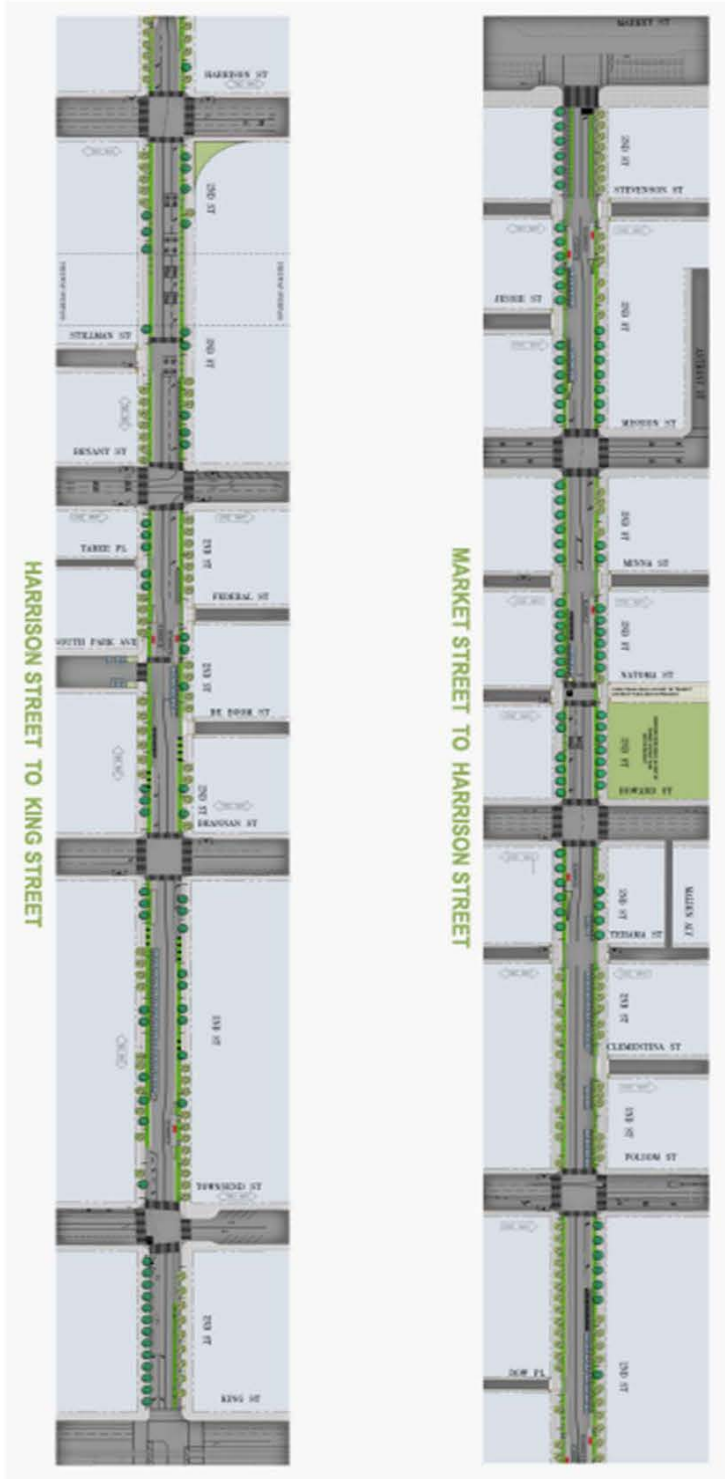 HARRISON ST
2ND ST
STILLMAN ST
2ND ST
BRYANT ST
TABER PL
2ND ST
FEDERAL ST
SOUTH PARK AVE
2ND ST
DE BOOM ST
2ND ST
BRANNAN ST
2ND ST
TOWNSEND ST
2ND ST
KING ST
HARRISON STREET TO KING STREET
MARKET ST
2ND ST
STEVENSON ST
JESSIE ST
2ND ST
ANTHONY ST
MISSION ST
2ND ST
MINNA ST
2ND ST
NATOMA ST
2ND ST
HOWARD ST
2ND ST
MALDEN ALY
TEHAMA ST
2ND ST
CLEMENTINA ST
2ND ST
FOLSOM ST
DOW PL
2ND ST
MARKET STREET TO HARRISON STREET